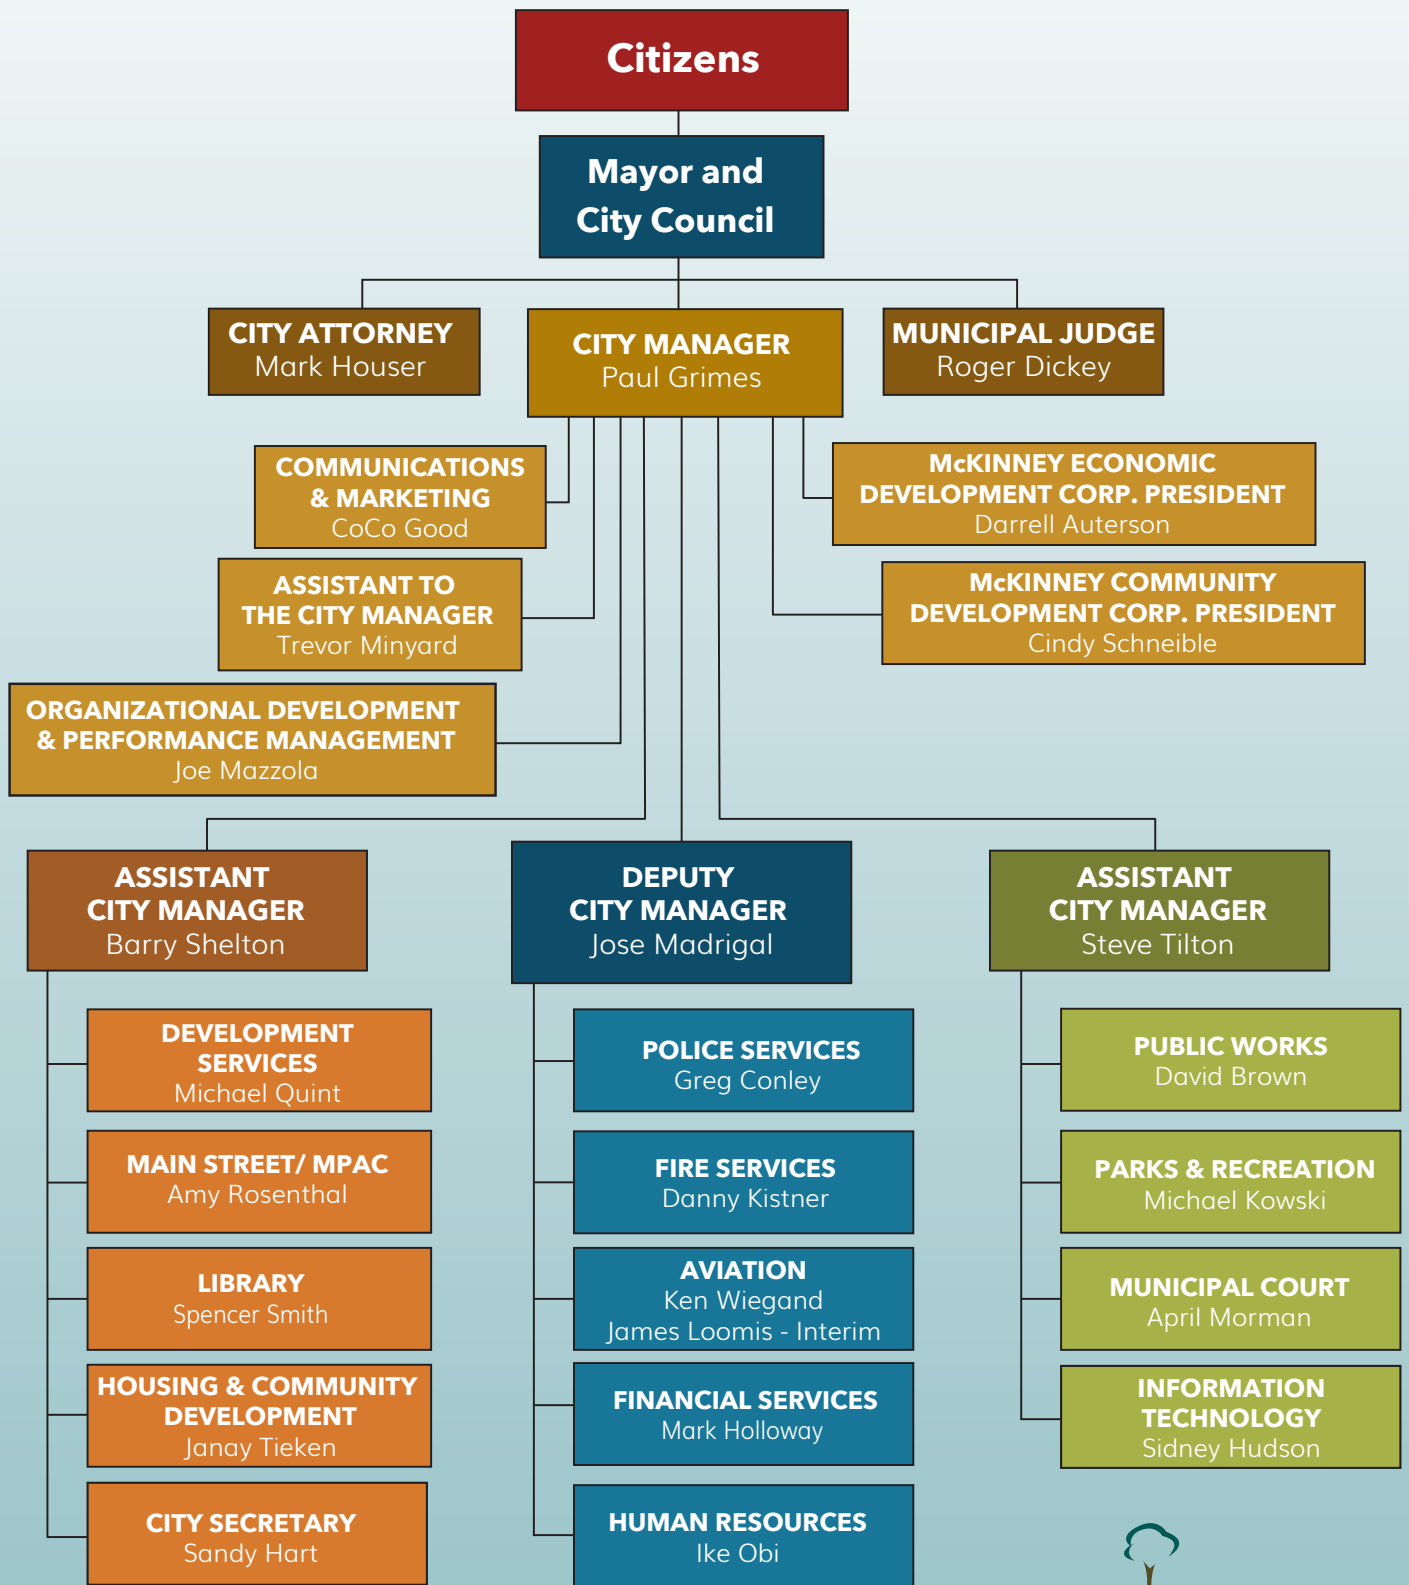 Citizens
Mayor and
City Council
CITY ATTORNEY
Mark Houser
CITY MANAGER
Paul Grimes
MUNICIPAL JUDGE
Roger Dickey
COMMUNICATIONS
& MARKETING
CoCo Good
McKINNEY ECONOMIC
DEVELOPMENT CORP. PRESIDENT
Darrell Auterson
ASSISTANT TO
THE CITY MANAGER
Trevor Minyard
McKINNEY COMMUNITY
DEVELOPMENT CORP. PRESIDENT
Cindy Schneible
ORGANIZATIONAL DEVELOPMENT
& PERFORMANCE MANAGEMENT
Joe Mazzola
ASSISTANT
CITY MANAGER
Barry Shelton
DEVELOPMENT
SERVICES
Michael Quint
MAIN STREET/ MPAC
Amy Rosenthal
LIBRARY
Spencer Smith
HOUSING & COMMUNITY
DEVELOPMENT
Janay Tieken
CITY SECRETARY
Sandy Hart
DEPUTY
CITY MANAGER
Jose Madrigal
POLICE SERVICES
Greg Conley
FIRE SERVICES
Danny Kistner
AVIATION
Ken Wiegand
James Loomis - Interim
FINANCIAL SERVICES
Mark Holloway
HUMAN RESOURCES
Ike Obi
ASSISTANT
CITY MANAGER
Steve Tilton
PUBLIC WORKS
David Brown
PARKS & RECREATION
Michael Kowski
MUNICIPAL COURT
April Morman
INFORMATION
TECHNOLOGY
Sidney Hudson